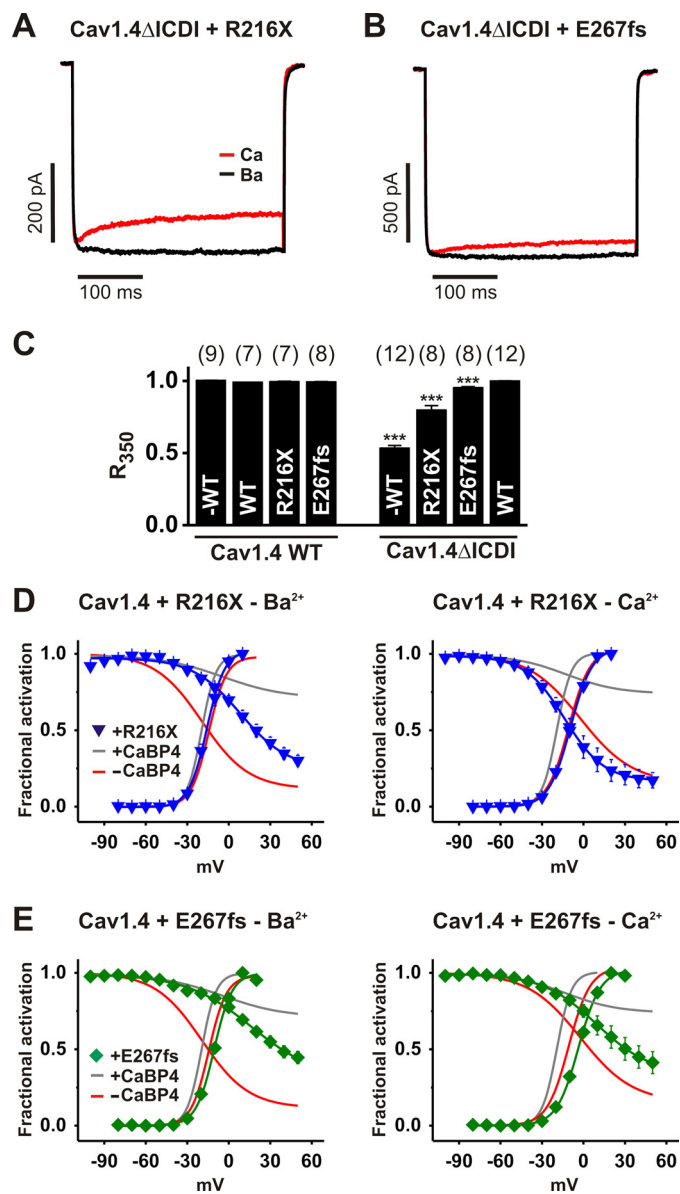 A
Cav1.4ΔICDI + R216X
200 pA
Ca
Ba
100 ms
B
Cav1.4ΔICDI + E267fs
500 pA
100 ms
C
(9) (7) (7) (8) (12) (8) (8) (12)
*** *** ***
R350
1.0
0.5
0.0
-WT WT R216X E267fs -WT R216X E267fs WT
Cav1.4 WT
Cav1.4ΔICDI
D
Cav1.4 + R216X - Ba²⁺
Fractional activation
1.0
0.5
0.0
+R216X
+CaBP4
−CaBP4
-90 -60 -30 0 30 60
mV
Cav1.4 + R216X - Ca²⁺
Fractional activation
1.0
0.5
0.0
-90 -60 -30 0 30 60
mV
E
Cav1.4 + E267fs - Ba²⁺
Fractional activation
1.0
0.5
0.0
+E267fs
+CaBP4
−CaBP4
-90 -60 -30 0 30 60
mV
Cav1.4 + E267fs - Ca²⁺
Fractional activation
1.0
0.5
0.0
-90 -60 -30 0 30 60
mV